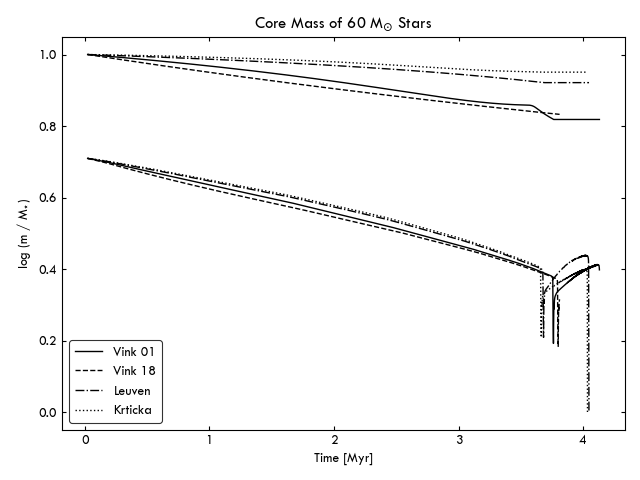 Core Mass of 60 M⊙ Stars
log (m / M⋆)
1.0
0.8
0.6
0.4
0.2
0.0
Vink 01
Vink 18
Leuven
Krticka
0 1 2 3 4
Time [Myr]